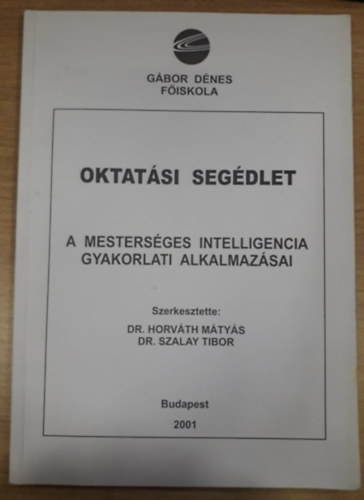 GÁBOR DÉNES
FŐISKOLA
OKTATÁSI SEGÉDLET
A MESTERSÉGES INTELLIGENCIA
GYAKORLATI ALKALMAZÁSAI
Szerkesztette:
DR. HORVÁTH MÁTYÁS
DR. SZALAY TIBOR
Budapest
2001